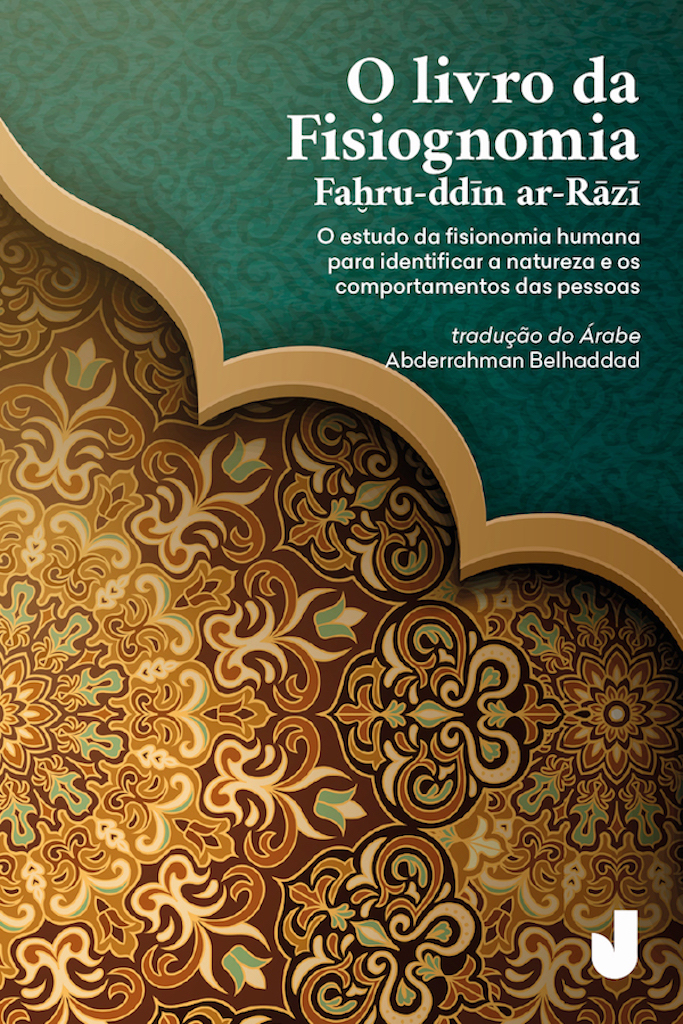 O livro da
Fisiognomia
Faḫru-ddīn ar-Rāzī
O estudo da fisionomia humana
para identificar a natureza e os
comportamentos das pessoas
tradução do Árabe
Abderrahman Belhaddad